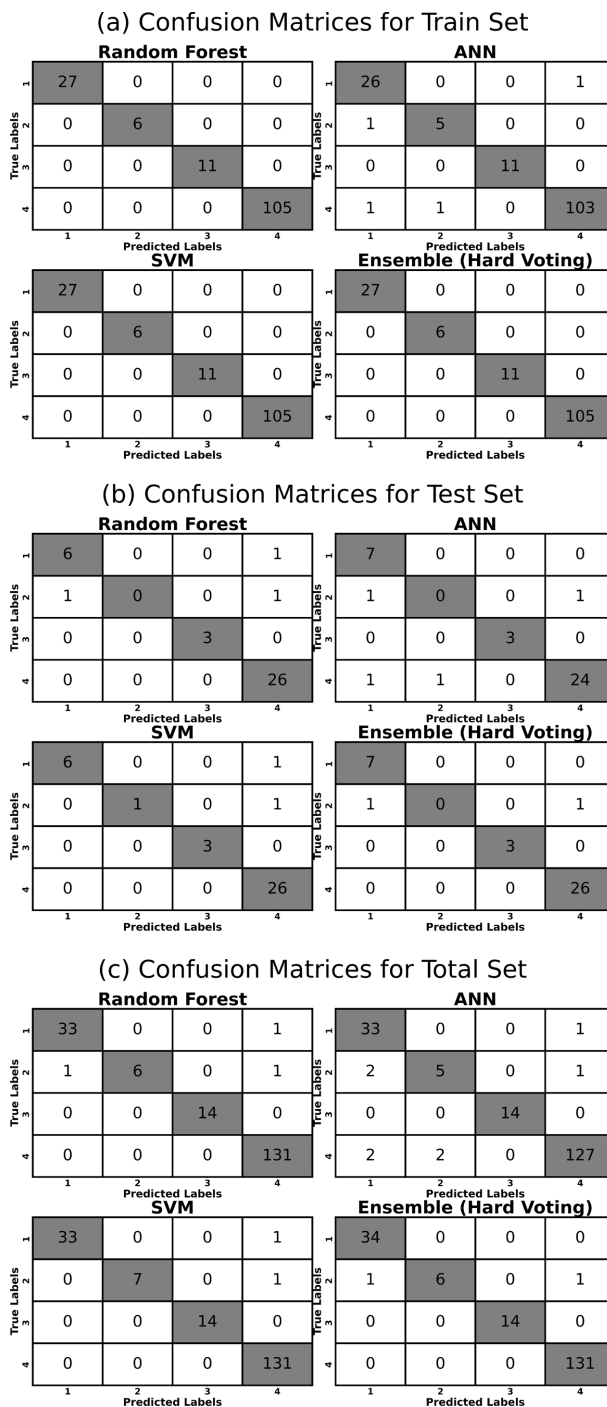 (a) Confusion Matrices for Train Set
Random Forest ANN
True Labels True Labels
1 27 0 0 0 1 26 0 0 1
2 0 6 0 0 2 1 5 0 0
3 0 0 11 0 3 0 0 11 0
4 0 0 0 105 4 1 1 0 103
1 2 3 4 1 2 3 4
Predicted Labels Predicted Labels
SVM Ensemble (Hard Voting)
True Labels True Labels
1 27 0 0 0 1 27 0 0 0
2 0 6 0 0 2 0 6 0 0
3 0 0 11 0 3 0 0 11 0
4 0 0 0 105 4 0 0 0 105
1 2 3 4 1 2 3 4
Predicted Labels Predicted Labels
(b) Confusion Matrices for Test Set
Random Forest ANN
True Labels True Labels
1 6 0 0 1 1 7 0 0 0
2 1 0 0 1 2 1 0 0 1
3 0 0 3 0 3 0 0 3 0
4 0 0 0 26 4 1 1 0 24
1 2 3 4 1 2 3 4
Predicted Labels Predicted Labels
SVM Ensemble (Hard Voting)
True Labels True Labels
1 6 0 0 1 1 7 0 0 0
2 0 1 0 1 2 1 0 0 1
3 0 0 3 0 3 0 0 3 0
4 0 0 0 26 4 0 0 0 26
1 2 3 4 1 2 3 4
Predicted Labels Predicted Labels
(c) Confusion Matrices for Total Set
Random Forest ANN
True Labels True Labels
1 33 0 0 1 1 33 0 0 1
2 1 6 0 1 2 2 5 0 1
3 0 0 14 0 3 0 0 14 0
4 0 0 0 131 4 2 2 0 127
1 2 3 4 1 2 3 4
Predicted Labels Predicted Labels
SVM Ensemble (Hard Voting)
True Labels True Labels
1 33 0 0 1 1 34 0 0 0
2 0 7 0 1 2 1 6 0 1
3 0 0 14 0 3 0 0 14 0
4 0 0 0 131 4 0 0 0 131
1 2 3 4 1 2 3 4
Predicted Labels Predicted Labels